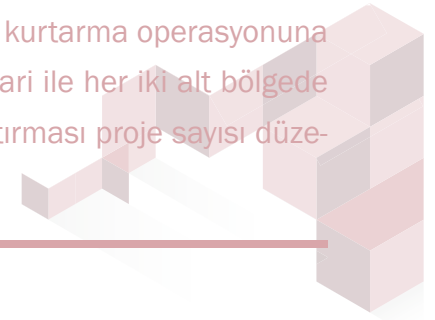 kurtarma operasyonuna
ari ile her iki alt bölgede
tırması proje sayısı düze-